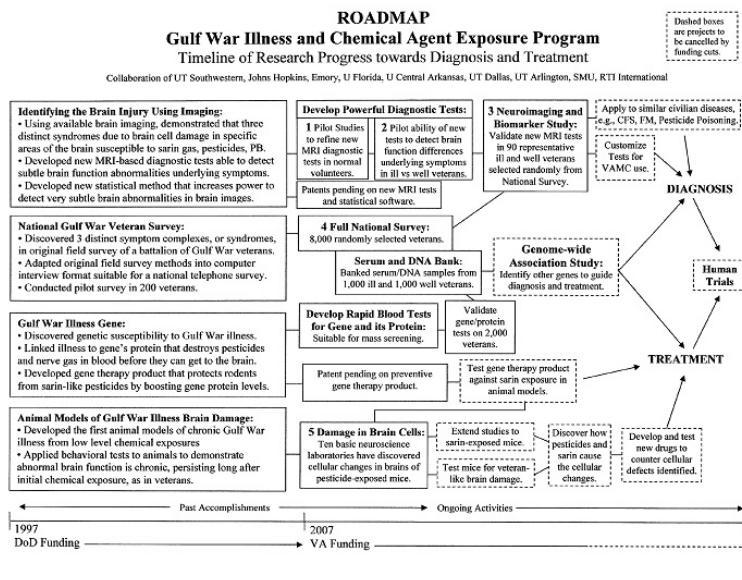 ROADMAP
Gulf War Illness and Chemical Agent Exposure Program
Timeline of Research Progress towards Diagnosis and Treatment
Collaboration of UT Southwestern, Johns Hopkins, Emory, U Florida, U Central Arkansas, UT Dallas, UT Arlington, SMU, RTI International
Dashed boxes
are projects to
be cancelled by
funding cuts.
Identifying the Brain Injury Using Imaging:
• Using available brain imaging, demonstrated that three
distinct syndromes due to brain cell damage in specific
areas of the brain susceptible to sarin gas, pesticides, PB.
• Developed new MRI-based diagnostic tests able to detect
subtle brain function abnormalities underlying symptoms.
• Developed new statistical method that increases power to
detect very subtle brain abnormalities in brain images.
Develop Powerful Diagnostic Tests:
1 Pilot Studies
to refine new
MRI diagnostic
tests in normal
volunteers.
2 Pilot ability of new
tests to detect brain
function differences
underlying symptoms
in ill vs well veterans.
Patents pending on new MRI tests
and statistical software.
3 Neuroimaging and
Biomarker Study:
Validate new MRI tests
in 90 representative
ill and well veterans
selected randomly from
National Survey.
Apply to similar civilian diseases,
e.g., CFS, FM, Pesticide Poisoning.
Customize
Tests for
VAMC use.
DIAGNOSIS
National Gulf War Veteran Survey:
• Discovered 3 distinct symptom complexes, or syndromes,
in original field survey of a battalion of Gulf War veterans.
• Adapted original field survey methods into computer
interview format suitable for a national telephone survey.
• Conducted pilot survey in 200 veterans.
4 Full National Survey:
8,000 randomly selected veterans.
Serum and DNA Bank:
Banked serum/DNA samples from
1,000 ill and 1,000 well veterans.
Genome-wide
Association Study:
Identify other genes to guide
diagnosis and treatment.
Human
Trials
Gulf War Illness Gene:
• Discovered genetic susceptibility to Gulf War illness.
• Linked illness to gene's protein that destroys pesticides
and nerve gas in blood before they can get to the brain.
• Developed gene therapy product that protects rodents
from sarin-like pesticides by boosting gene protein levels.
Develop Rapid Blood Tests
for Gene and its Protein:
Suitable for mass screening.
Validate
gene/protein
tests on 2,000
veterans.
Patent pending on preventive
gene therapy product.
Test gene therapy product
against sarin exposure in
animal models.
TREATMENT
Animal Models of Gulf War Illness Brain Damage:
• Developed the first animal models of chronic Gulf War
illness from low level chemical exposures
• Applied behavioral tests to animals to demonstrate
abnormal brain function is chronic, persisting long after
initial chemical exposure, as in veterans.
5 Damage in Brain Cells:
Ten basic neuroscience
laboratories have discovered
cellular changes in brains of
pesticide-exposed mice.
Extend studies to
sarin-exposed mice.
Test mice for veteran-
like brain damage.
Discover how
pesticides and
sarin cause
the cellular
changes.
Develop and test
new drugs to
counter cellular
defects identified.
Past Accomplishments
Ongoing Activities
1997
2007
DoD Funding
VA Funding